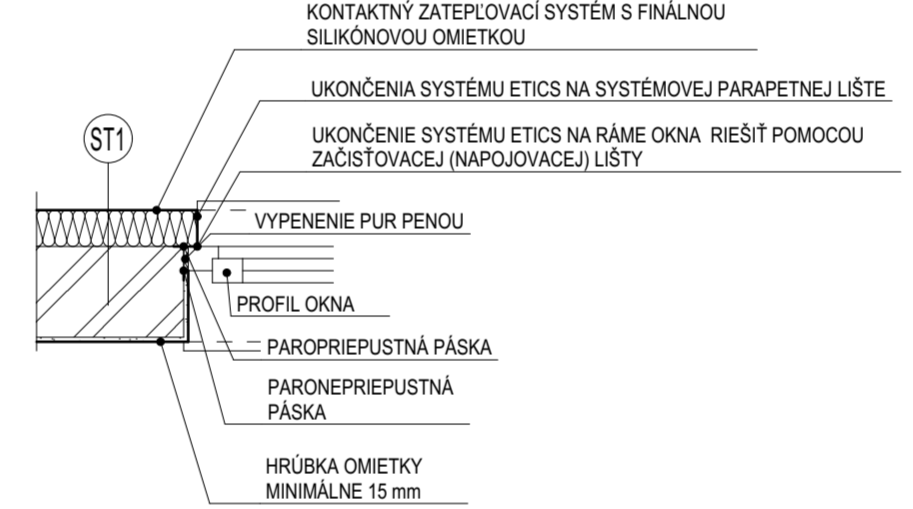 KONTAKTNÝ ZATEPĽOVACÍ SYSTÉM S FINÁLNOU
SILIKÓNOVOU OMIETKOU
UKONČENIA SYSTÉMU ETICS NA SYSTÉMOVEJ PARAPETNEJ LIŠTE
ST1
UKONČENIE SYSTÉMU ETICS NA RÁME OKNA RIEŠIŤ POMOCOU
ZAČISŤOVACEJ (NAPOJOVACEJ) LIŠTY
VYPENENIE PUR PENOU
PROFIL OKNA
PAROPRIEPUSTNÁ PÁSKA
PARONEPRIEPUSTNÁ
PÁSKA
HRÚBKA OMIETKY
MINIMÁLNE 15 mm